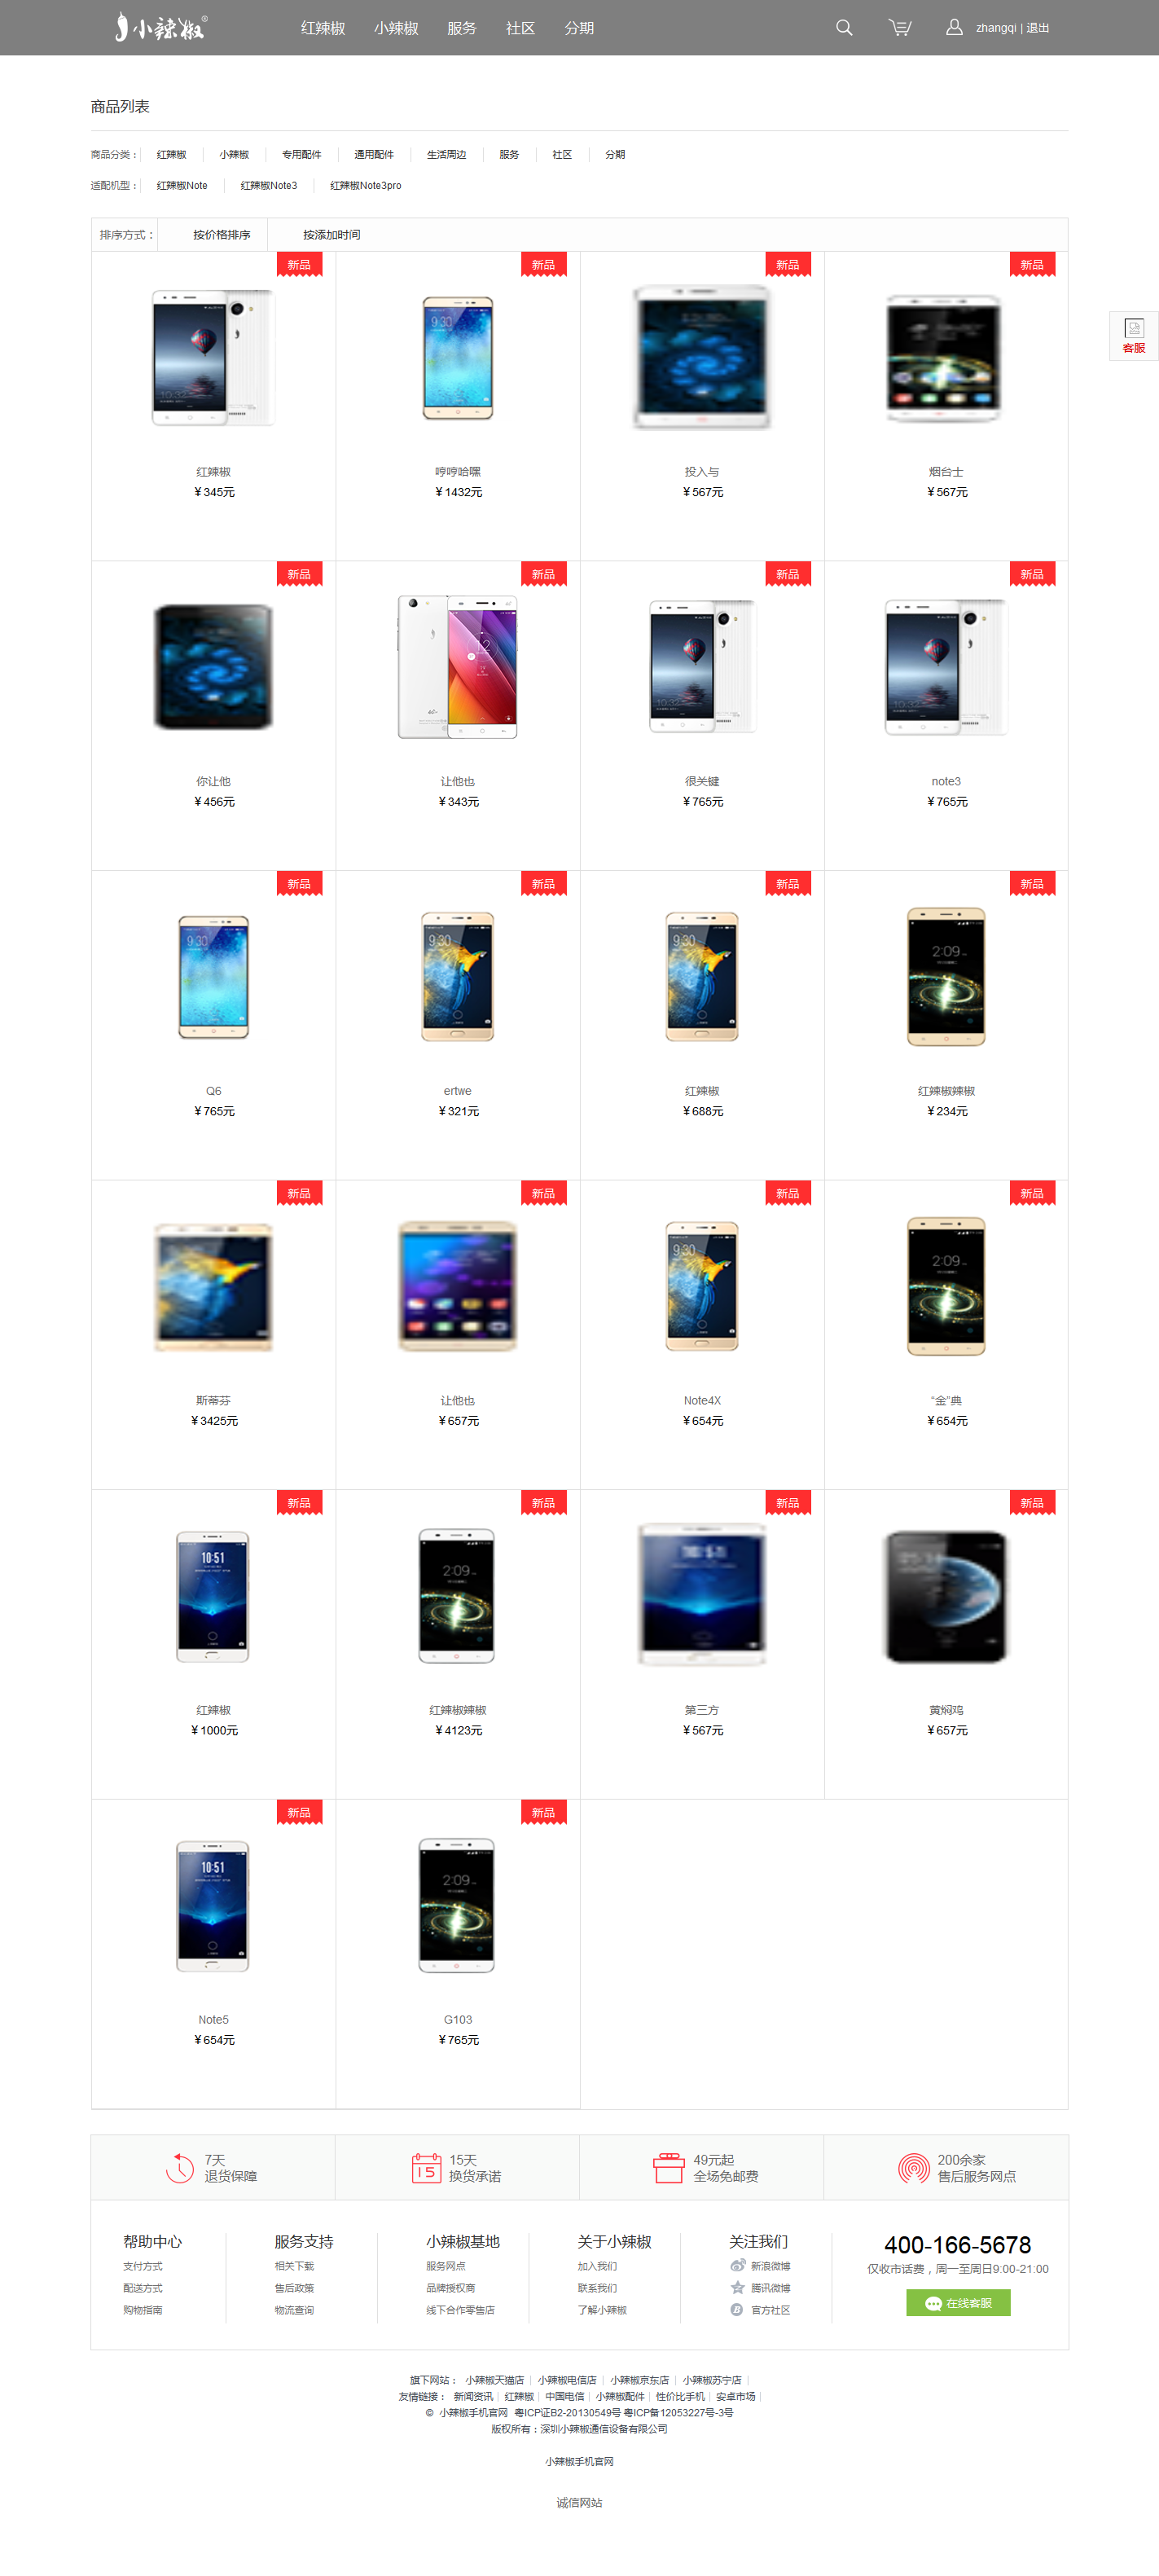 小辣椒®
红辣椒 小辣椒 服务 社区 分期 zhangqi | 退出
商品列表
商品分类： 红辣椒 小辣椒 专用配件 通用配件 生活周边 服务 社区 分期
适配机型： 红辣椒Note 红辣椒Note3 红辣椒Note3pro
排序方式： 按价格排序 按添加时间
客服
新品 新品 新品 新品
红辣椒 哼哼哈嘿 投入与 烟台士
￥345元 ￥1432元 ￥567元 ￥567元
新品 新品 新品 新品
你让他 让他也 很关键 note3
￥456元 ￥343元 ￥765元 ￥765元
新品 新品 新品 新品
Q6 ertwe 红辣椒 红辣椒辣椒
￥765元 ￥321元 ￥688元 ￥234元
新品 新品 新品 新品
斯蒂芬 让他也 Note4X “金”典
￥3425元 ￥657元 ￥654元 ￥654元
新品 新品 新品 新品
红辣椒 红辣椒辣椒 第三方 黄焖鸡
￥1000元 ￥4123元 ￥567元 ￥657元
新品 新品
Note5 G103
￥654元 ￥765元
7天 15天 49元起 200余家
退货保障 换货承诺 全场免邮费 售后服务网点
帮助中心 服务支持 小辣椒基地 关于小辣椒 关注我们 400-166-5678
支付方式 相关下载 服务网点 加入我们 新浪微博 仅收市话费，周一至周日9:00-21:00
配送方式 售后政策 品牌授权商 联系我们 腾讯微博 在线客服
购物指南 物流查询 线下合作零售店 了解小辣椒 官方社区
旗下网站： 小辣椒天猫店 | 小辣椒电信店 | 小辣椒京东店 | 小辣椒苏宁店 |
友情链接： 新闻资讯 | 红辣椒 | 中国电信 | 小辣椒配件 | 性价比手机 | 安卓市场 |
© 小辣椒手机官网 粤ICP证B2-20130549号 粤ICP备12053227号-3号
版权所有：深圳小辣椒通信设备有限公司
小辣椒手机官网
诚信网站